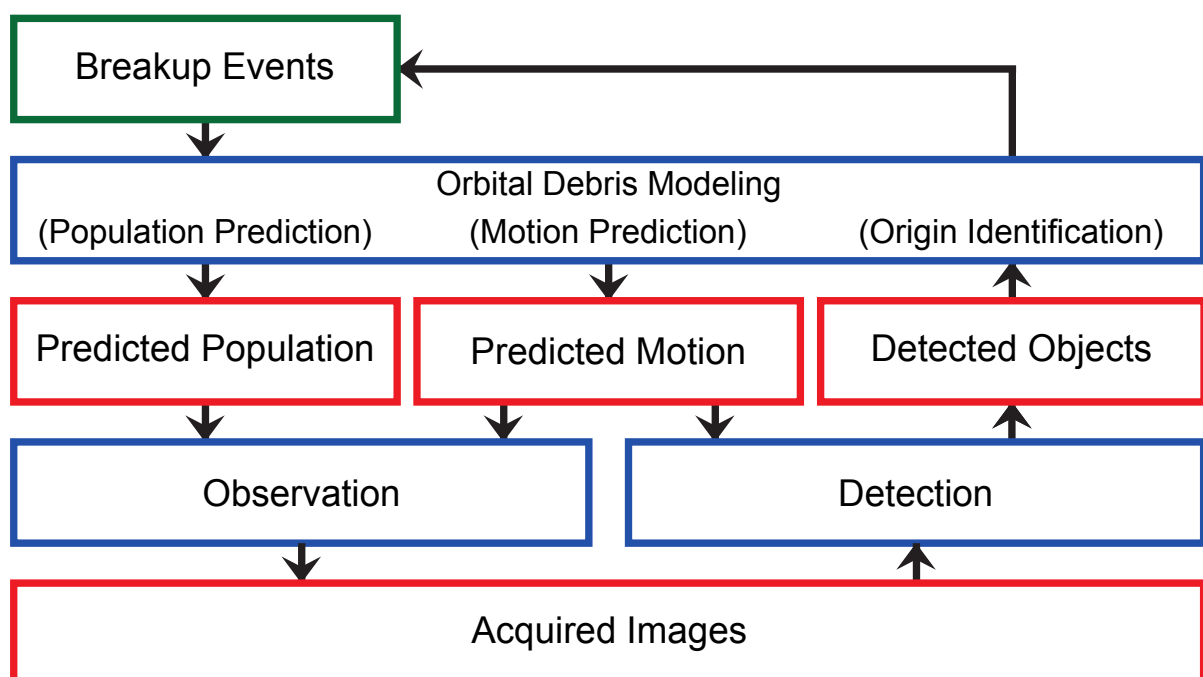 Breakup Events
Orbital Debris Modeling
(Population Prediction) (Motion Prediction) (Origin Identification)
Predicted Population Predicted Motion Detected Objects
Observation Detection
Acquired Images